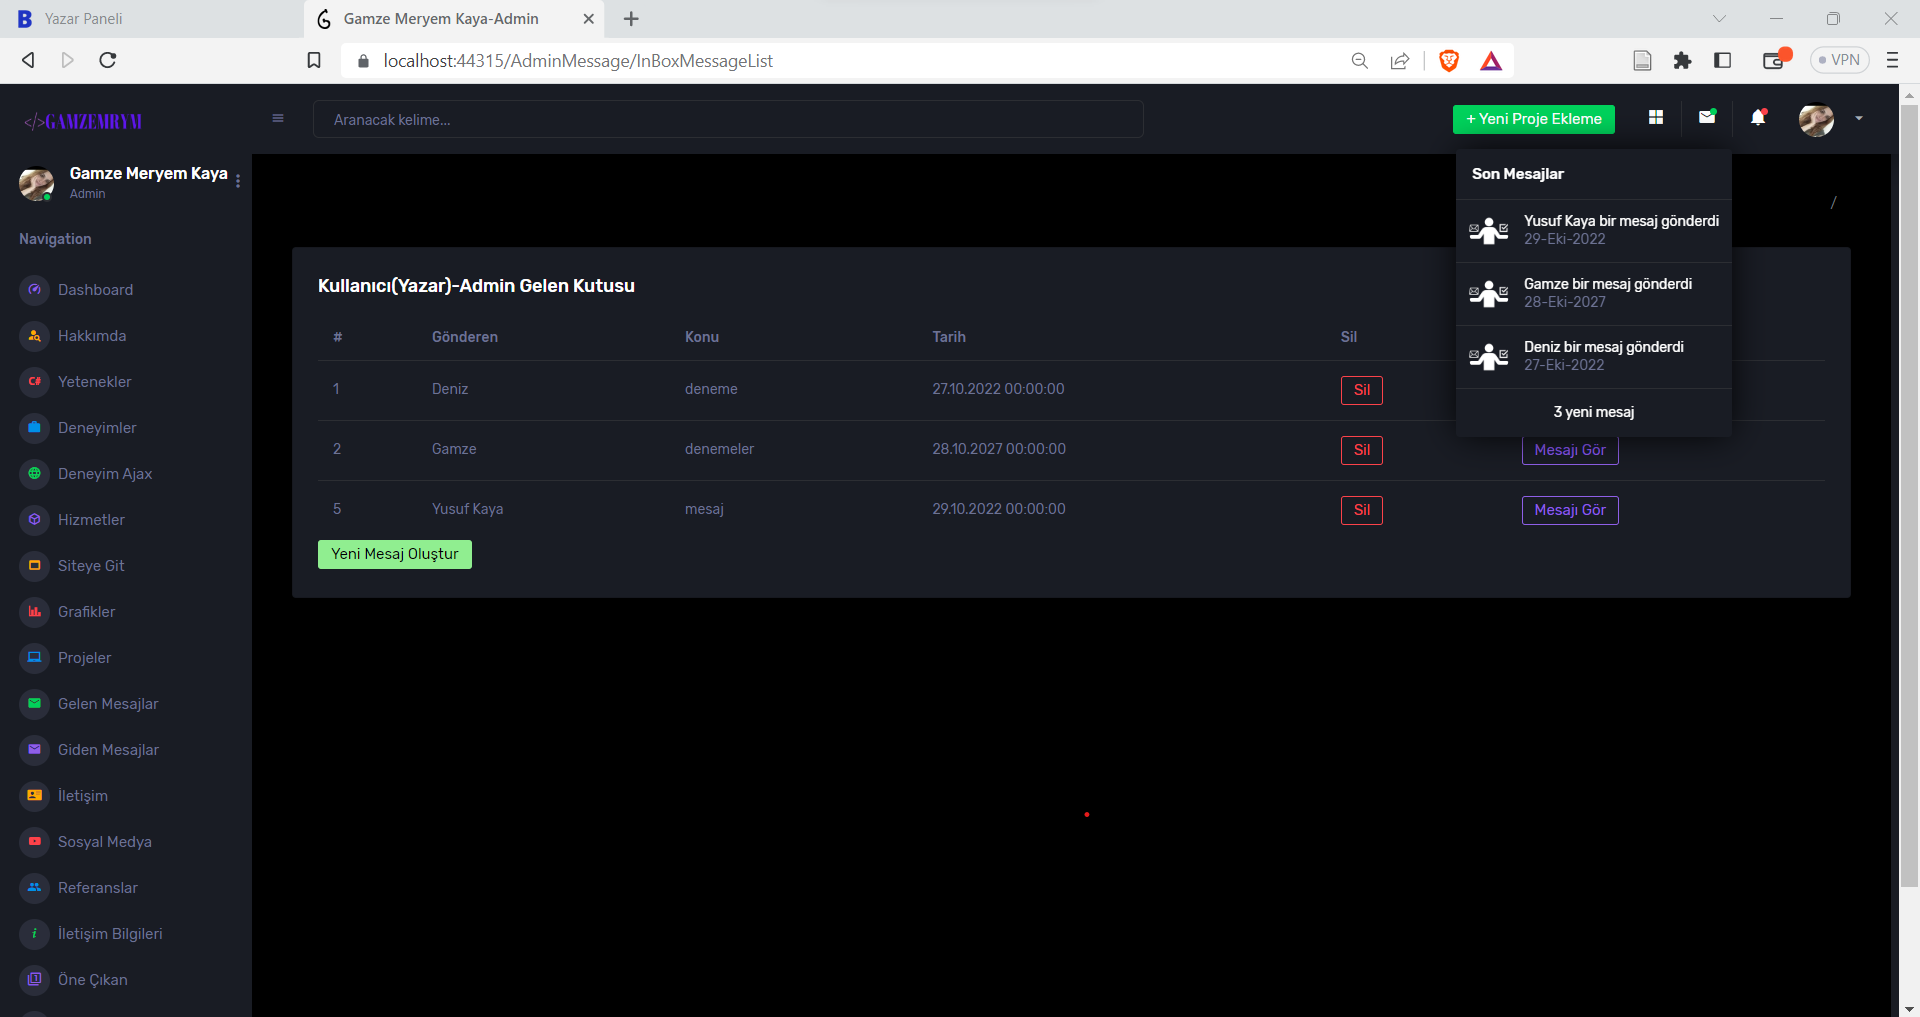 Yazar Paneli
Gamze Meryem Kaya-Admin
localhost:44315/AdminMessage/InBoxMessageList
VPN
</>GAMZEMRYM
Aranacak kelime...
+ Yeni Proje Ekleme
Gamze Meryem Kaya
Admin
Navigation
Dashboard
Hakkımda
Yetenekler
Deneyimler
Deneyim Ajax
Hizmetler
Siteye Git
Grafikler
Projeler
Gelen Mesajlar
Giden Mesajlar
İletişim
Sosyal Medya
Referanslar
İletişim Bilgileri
Öne Çıkan
/
Kullanıcı(Yazar)-Admin Gelen Kutusu
# Gönderen Konu Tarih Sil
1 Deniz deneme 27.10.2022 00:00:00 Sil
2 Gamze denemeler 28.10.2027 00:00:00 Sil Mesajı Gör
5 Yusuf Kaya mesaj 29.10.2022 00:00:00 Sil Mesajı Gör
Yeni Mesaj Oluştur
Son Mesajlar
Yusuf Kaya bir mesaj gönderdi
29-Eki-2022
Gamze bir mesaj gönderdi
28-Eki-2027
Deniz bir mesaj gönderdi
27-Eki-2022
3 yeni mesaj